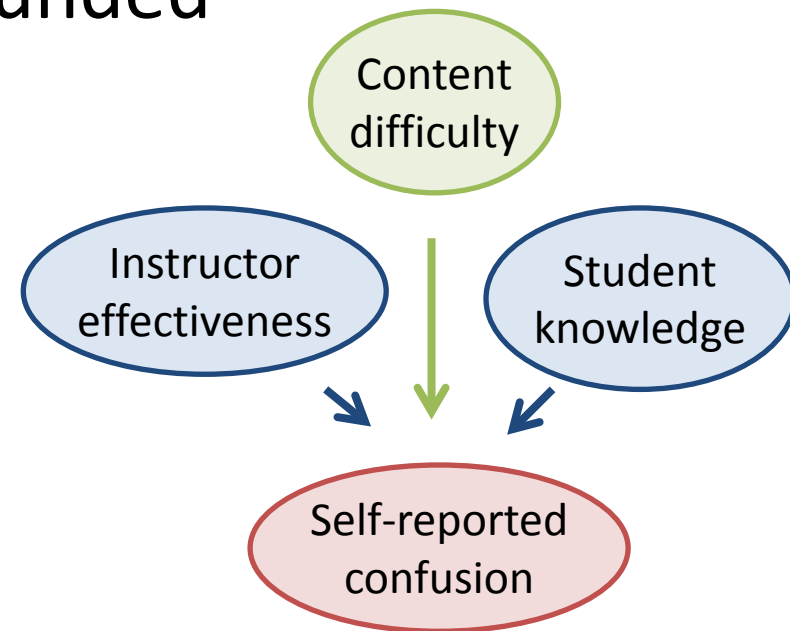 Content
difficulty
Instructor
effectiveness
Student
knowledge
Self-reported
confusion